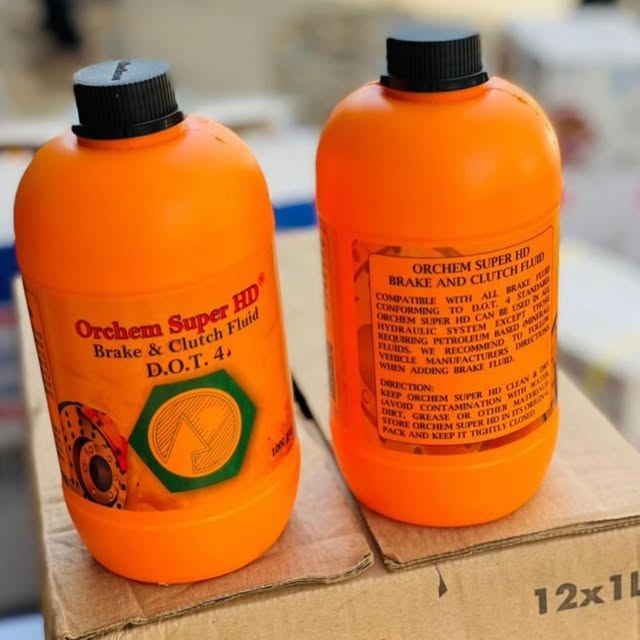 Orchem Super HD®
Brake & Clutch Fluid
D.O.T. 4
ORCHEM SUPER HD
BRAKE AND CLUTCH FLUID
COMPATIBLE WITH ALL BRAKE FLUID
CONFORMING TO D.O.T. 4 STANDARD.
ORCHEM SUPER HD CAN BE USED IN ALL
HYDRAULIC SYSTEM EXCEPT THOSE
REQUIRING PETROLEUM BASED (MINERAL)
FLUIDS. WE RECOMMEND TO FOLLOW
VEHICLE MANUFACTURERS DIRECTIONS
WHEN ADDING BRAKE FLUID.
DIRECTION:
KEEP ORCHEM SUPER HD CLEAN & DRY
(AVOID CONTAMINATION WITH WATER,
DIRT, GREASE OR OTHER MATERIALS)
STORE ORCHEM SUPER HD IN ITS ORIGINAL
PACK AND KEEP IT TIGHTLY CLOSED.
12x1L